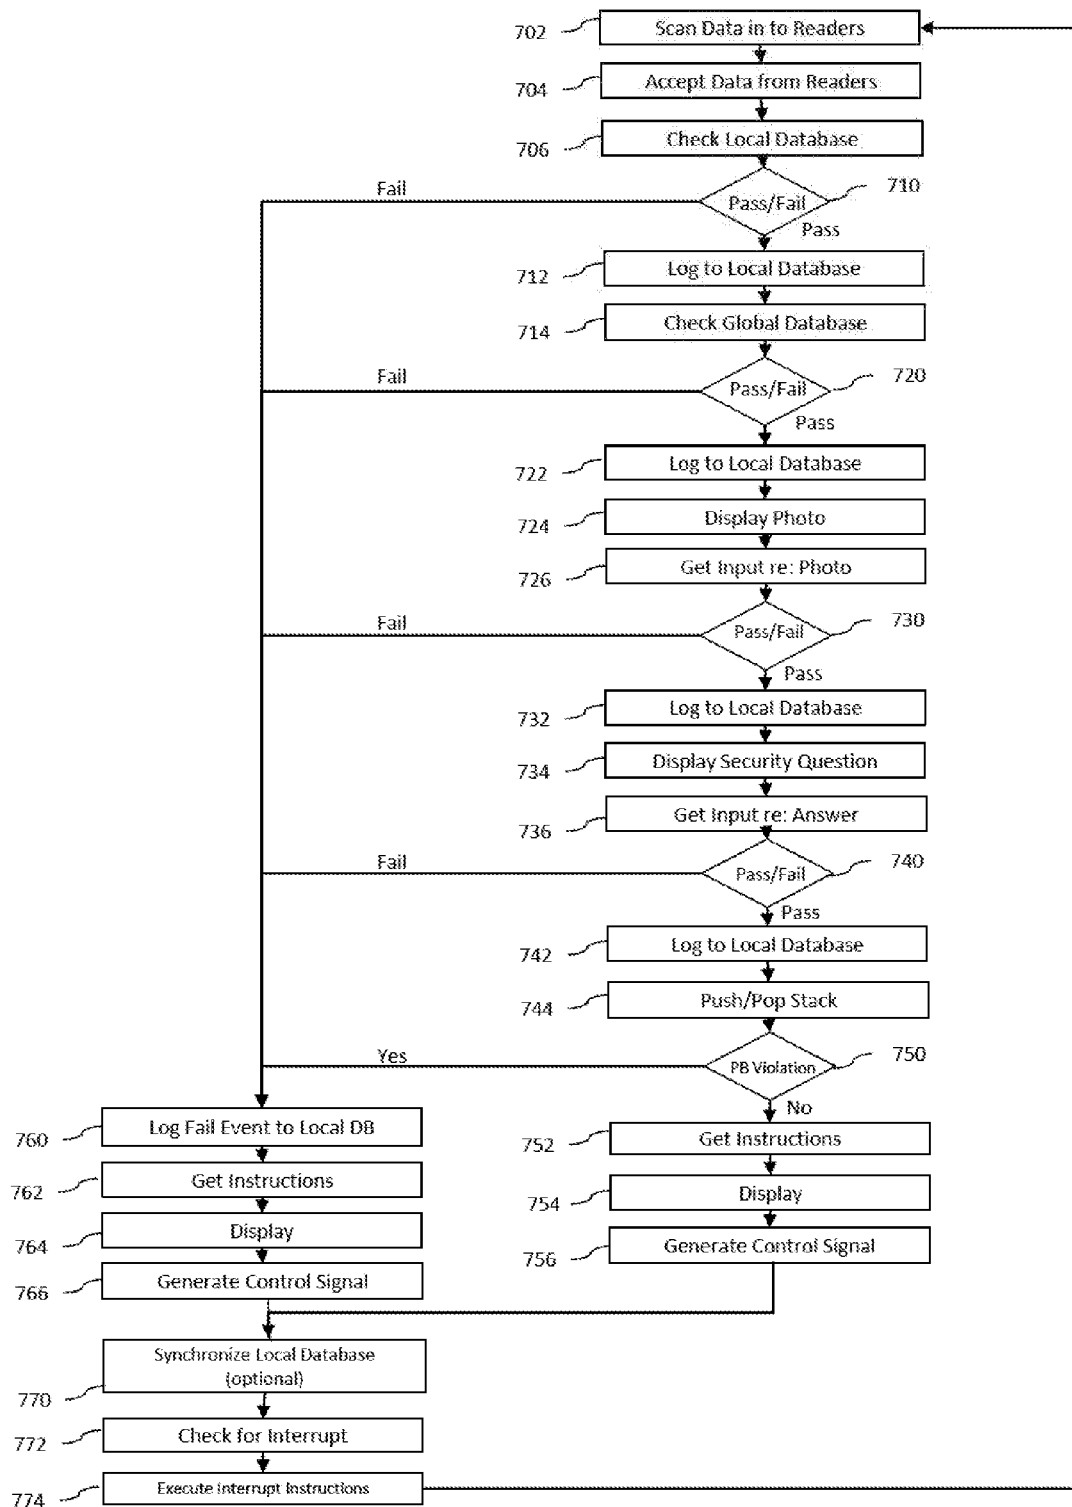 702
Scan Data in to Readers
704
Accept Data from Readers
706
Check Local Database
710
Pass/Fail
Fail
Pass
712
Log to Local Database
714
Check Global Database
720
Pass/Fail
Fail
Pass
722
Log to Local Database
724
Display Photo
726
Get Input re: Photo
730
Pass/Fail
Fail
Pass
732
Log to Local Database
734
Display Security Question
736
Get Input re: Answer
740
Pass/Fail
Fail
Pass
742
Log to Local Database
744
Push/Pop Stack
750
PB Violation
Yes
No
752
Get Instructions
754
Display
756
Generate Control Signal
760
Log Fail Event to Local DB
762
Get Instructions
764
Display
766
Generate Control Signal
770
Synchronize Local Database
(optional)
772
Check for Interrupt
774
Execute Interrupt Instructions